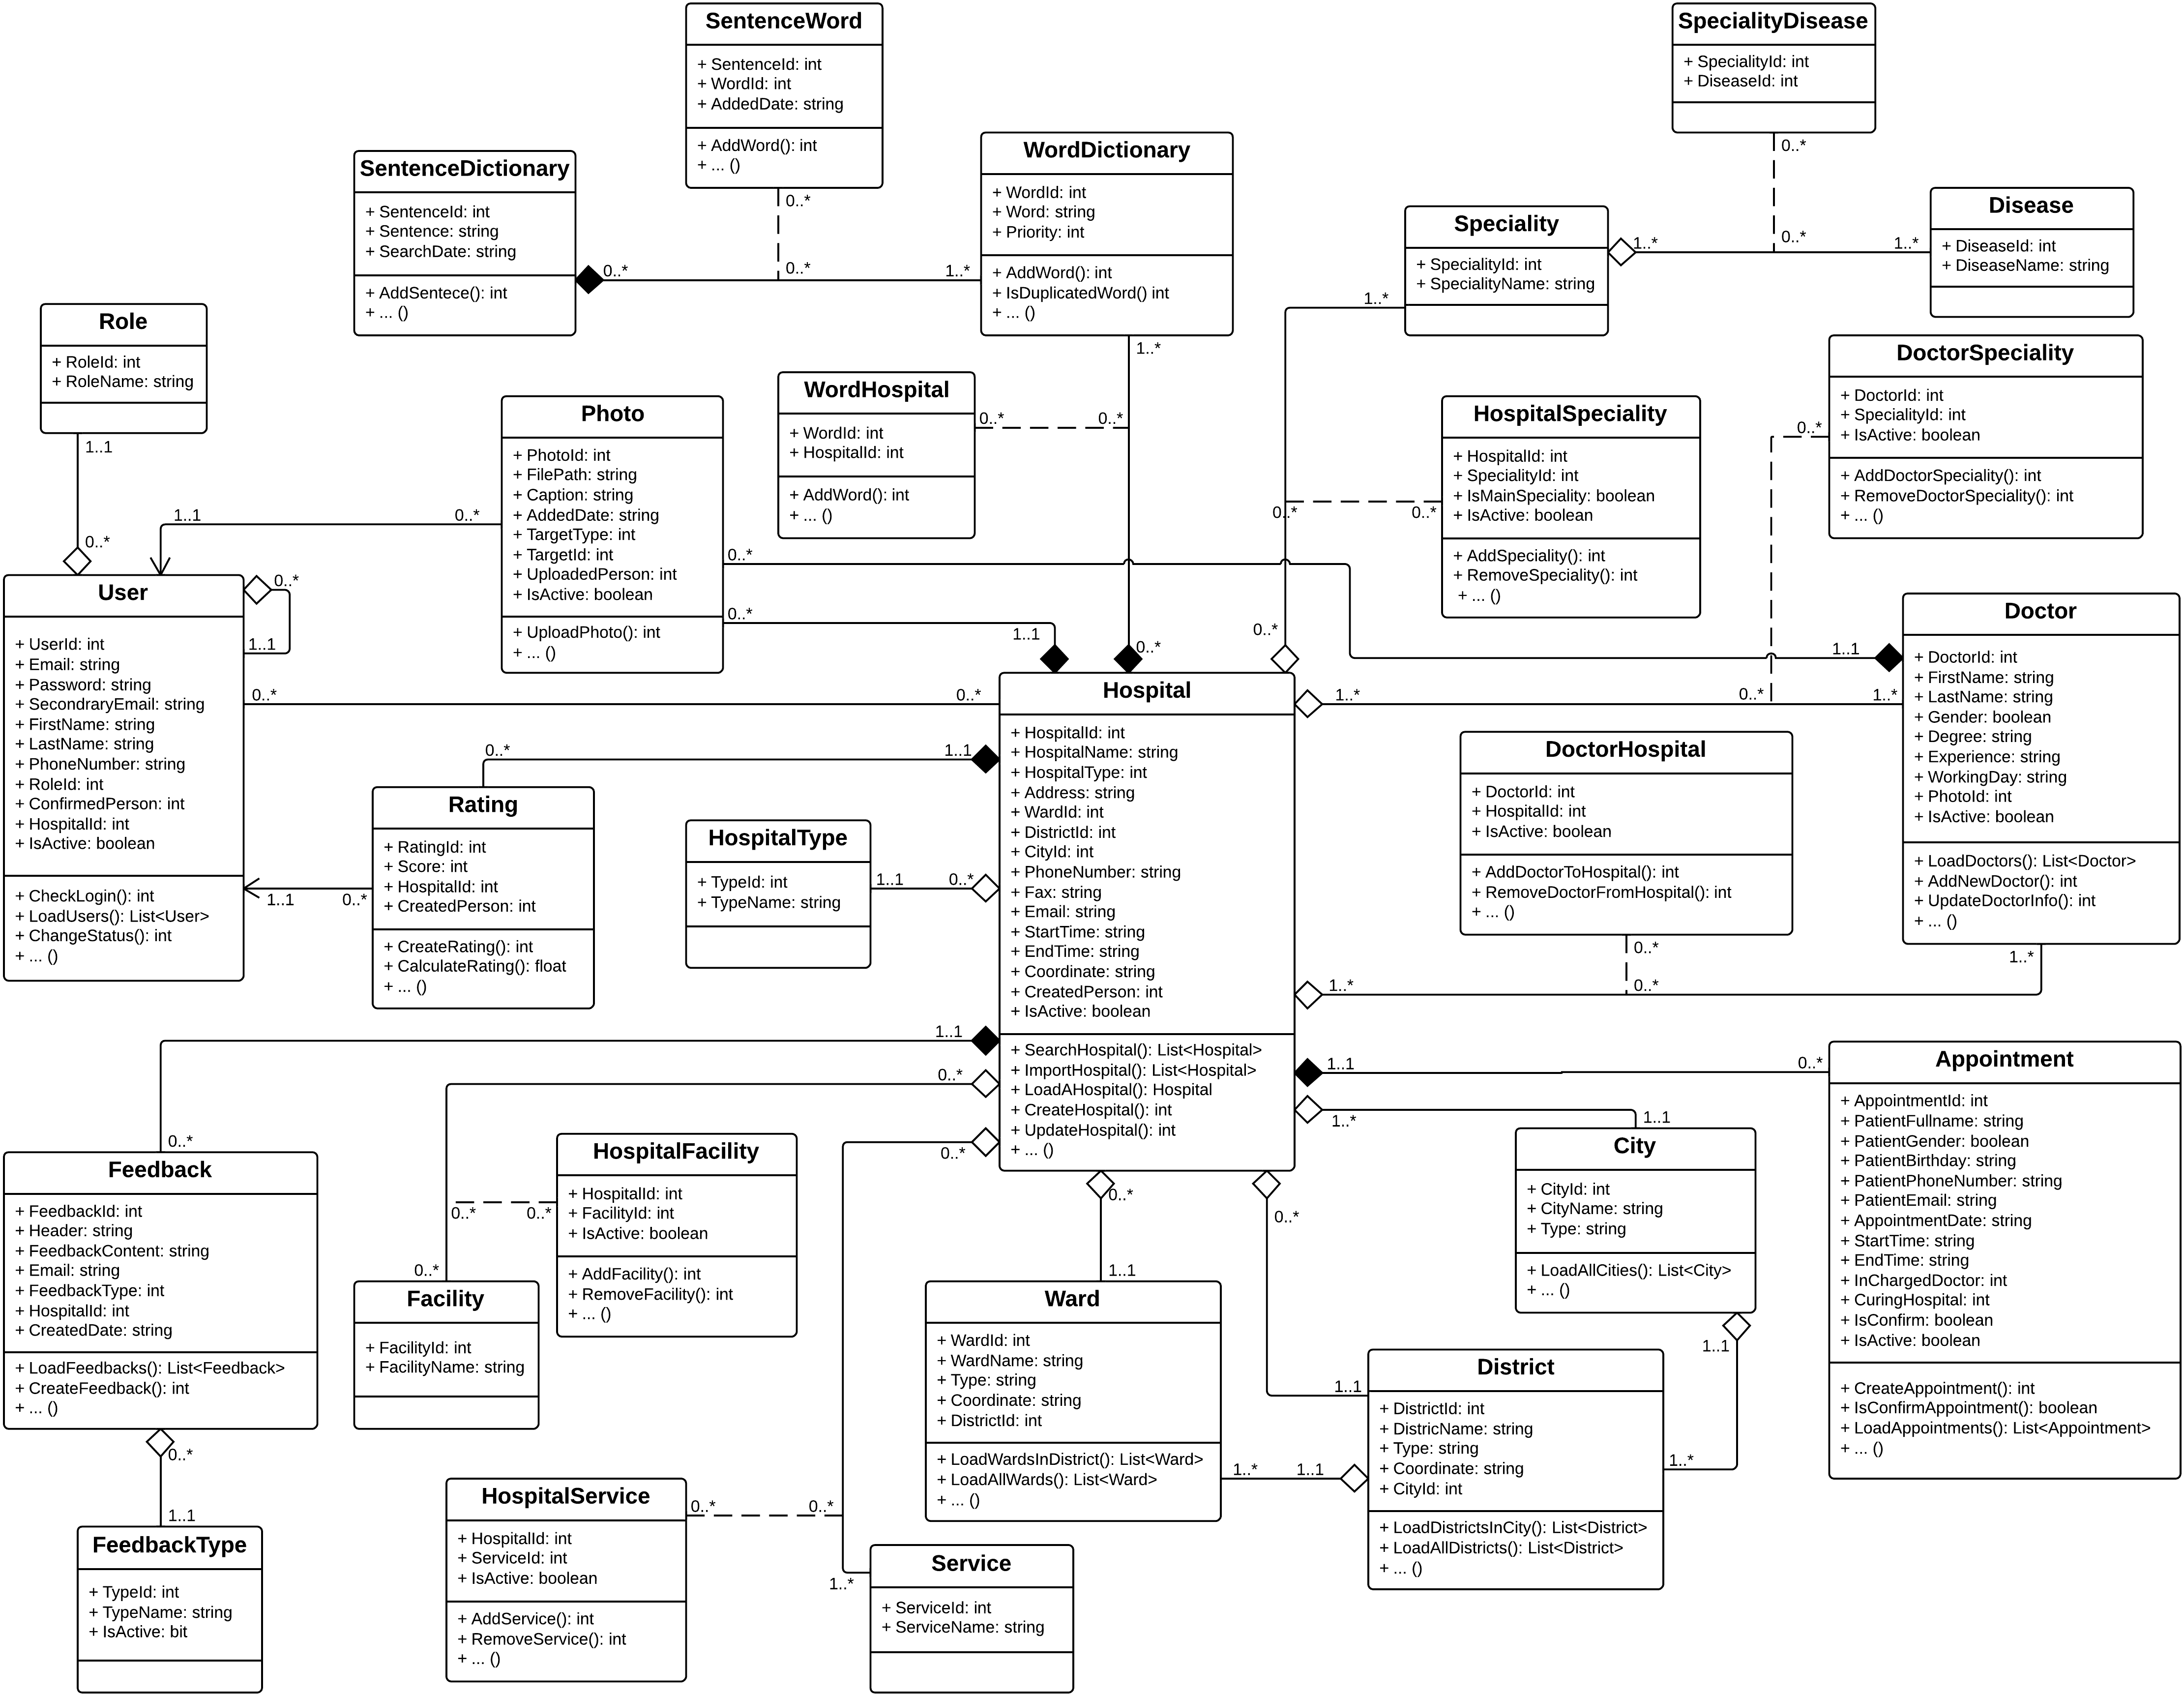 SentenceWord
+ SentenceId: int
+ WordId: int
+ AddedDate: string
+ AddWord(): int
+ ... ()
0..*
SpecialityDisease
+ SpecialityId: int
+ DiseaseId: int
0..*
SentenceDictionary
+ SentenceId: int
+ Sentence: string
+ SearchDate: string
+ AddSentece(): int
+ ... ()
0..*
0..*
1..*
WordDictionary
+ WordId: int
+ Word: string
+ Priority: int
+ AddWord(): int
+ IsDuplicatedWord() int
+ ... ()
1..*
Speciality
+ SpecialityId: int
+ SpecialityName: string
1..*
1..*
0..*
1..*
Disease
+ DiseaseId: int
+ DiseaseName: string
Role
+ RoleId: int
+ RoleName: string
1..1
0..*
Photo
+ PhotoId: int
+ FilePath: string
+ Caption: string
+ AddedDate: string
+ TargetType: int
+ TargetId: int
+ UploadedPerson: int
+ IsActive: boolean
+ UploadPhoto(): int
+ ... ()
1..1
0..*
0..*
0..*
1..1
1..1
WordHospital
+ WordId: int
+ HospitalId: int
+ AddWord(): int
+ ... ()
0..*
0..*
0..*
HospitalSpeciality
+ HospitalId: int
+ SpecialityId: int
+ IsMainSpeciality: boolean
+ IsActive: boolean
+ AddSpeciality(): int
+ RemoveSpeciality(): int
+ ... ()
0..*
0..*
0..*
DoctorSpeciality
+ DoctorId: int
+ SpecialityId: int
+ IsActive: boolean
+ AddDoctorSpeciality(): int
+ RemoveDoctorSpeciality(): int
+ ... ()
0..*
User
+ UserId: int
+ Email: string
+ Password: string
+ SecondraryEmail: string
+ FirstName: string
+ LastName: string
+ PhoneNumber: string
+ RoleId: int
+ ConfirmedPerson: int
+ HospitalId: int
+ IsActive: boolean
+ CheckLogin(): int
+ LoadUsers(): List<User>
+ ChangeStatus(): int
+ ... ()
0..*
1..1
0..*
0..*
Hospital
+ HospitalId: int
+ HospitalName: string
+ HospitalType: int
+ Address: string
+ WardId: int
+ DistrictId: int
+ CityId: int
+ PhoneNumber: string
+ Fax: string
+ Email: string
+ StartTime: string
+ EndTime: string
+ Coordinate: string
+ CreatedPerson: int
+ IsActive: boolean
+ SearchHospital(): List<Hospital>
+ ImportHospital(): List<Hospital>
+ LoadAHospital(): Hospital
+ CreateHospital(): int
+ UpdateHospital(): int
+ ... ()
1..*
0..*
1..*
Doctor
+ DoctorId: int
+ FirstName: string
+ LastName: string
+ Gender: boolean
+ Degree: string
+ Experience: string
+ WorkingDay: string
+ PhotoId: int
+ IsActive: boolean
+ LoadDoctors(): List<Doctor>
+ AddNewDoctor(): int
+ UpdateDoctorInfo(): int
+ ... ()
1..*
Rating
+ RatingId: int
+ Score: int
+ HospitalId: int
+ CreatedPerson: int
+ CreateRating(): int
+ CalculateRating(): float
+ ... ()
0..*
1..1
1..1
0..*
HospitalType
+ TypeId: int
+ TypeName: string
1..1
0..*
DoctorHospital
+ DoctorId: int
+ HospitalId: int
+ IsActive: boolean
+ AddDoctorToHospital(): int
+ RemoveDoctorFromHospital(): int
+ ... ()
0..*
1..*
0..*
1..1
0..*
Feedback
+ FeedbackId: int
+ Header: string
+ FeedbackContent: string
+ Email: string
+ FeedbackType: int
+ HospitalId: int
+ CreatedDate: string
+ LoadFeedbacks(): List<Feedback>
+ CreateFeedback(): int
+ ... ()
0..*
1..1
FeedbackType
+ TypeId: int
+ TypeName: string
+ IsActive: bit
0..*
0..*
Facility
+ FacilityId: int
+ FacilityName: string
HospitalFacility
+ HospitalId: int
+ FacilityId: int
+ IsActive: boolean
+ AddFacility(): int
+ RemoveFacility(): int
+ ... ()
0..*
0..*
0..*
HospitalService
+ HospitalId: int
+ ServiceId: int
+ IsActive: boolean
+ AddService(): int
+ RemoveService(): int
+ ... ()
0..*
0..*
1..*
Service
+ ServiceId: int
+ ServiceName: string
0..*
1..1
Ward
+ WardId: int
+ WardName: string
+ Type: string
+ Coordinate: string
+ DistrictId: int
+ LoadWardsInDistrict(): List<Ward>
+ LoadAllWards(): List<Ward>
+ ... ()
1..*
1..1
0..*
1..1
District
+ DistrictId: int
+ DistricName: string
+ Type: string
+ Coordinate: string
+ CityId: int
+ LoadDistrictsInCity(): List<District>
+ LoadAllDistricts(): List<District>
+ ... ()
1..*
1..1
1..*
1..1
City
+ CityId: int
+ CityName: string
+ Type: string
+ LoadAllCities(): List<City>
+ ... ()
1..1
0..*
Appointment
+ AppointmentId: int
+ PatientFullname: string
+ PatientGender: boolean
+ PatientBirthday: string
+ PatientPhoneNumber: string
+ PatientEmail: string
+ AppointmentDate: string
+ StartTime: string
+ EndTime: string
+ InChargedDoctor: int
+ CuringHospital: int
+ IsConfirm: boolean
+ IsActive: boolean
+ CreateAppointment(): int
+ IsConfirmAppointment(): boolean
+ LoadAppointments(): List<Appointment>
+ ... ()